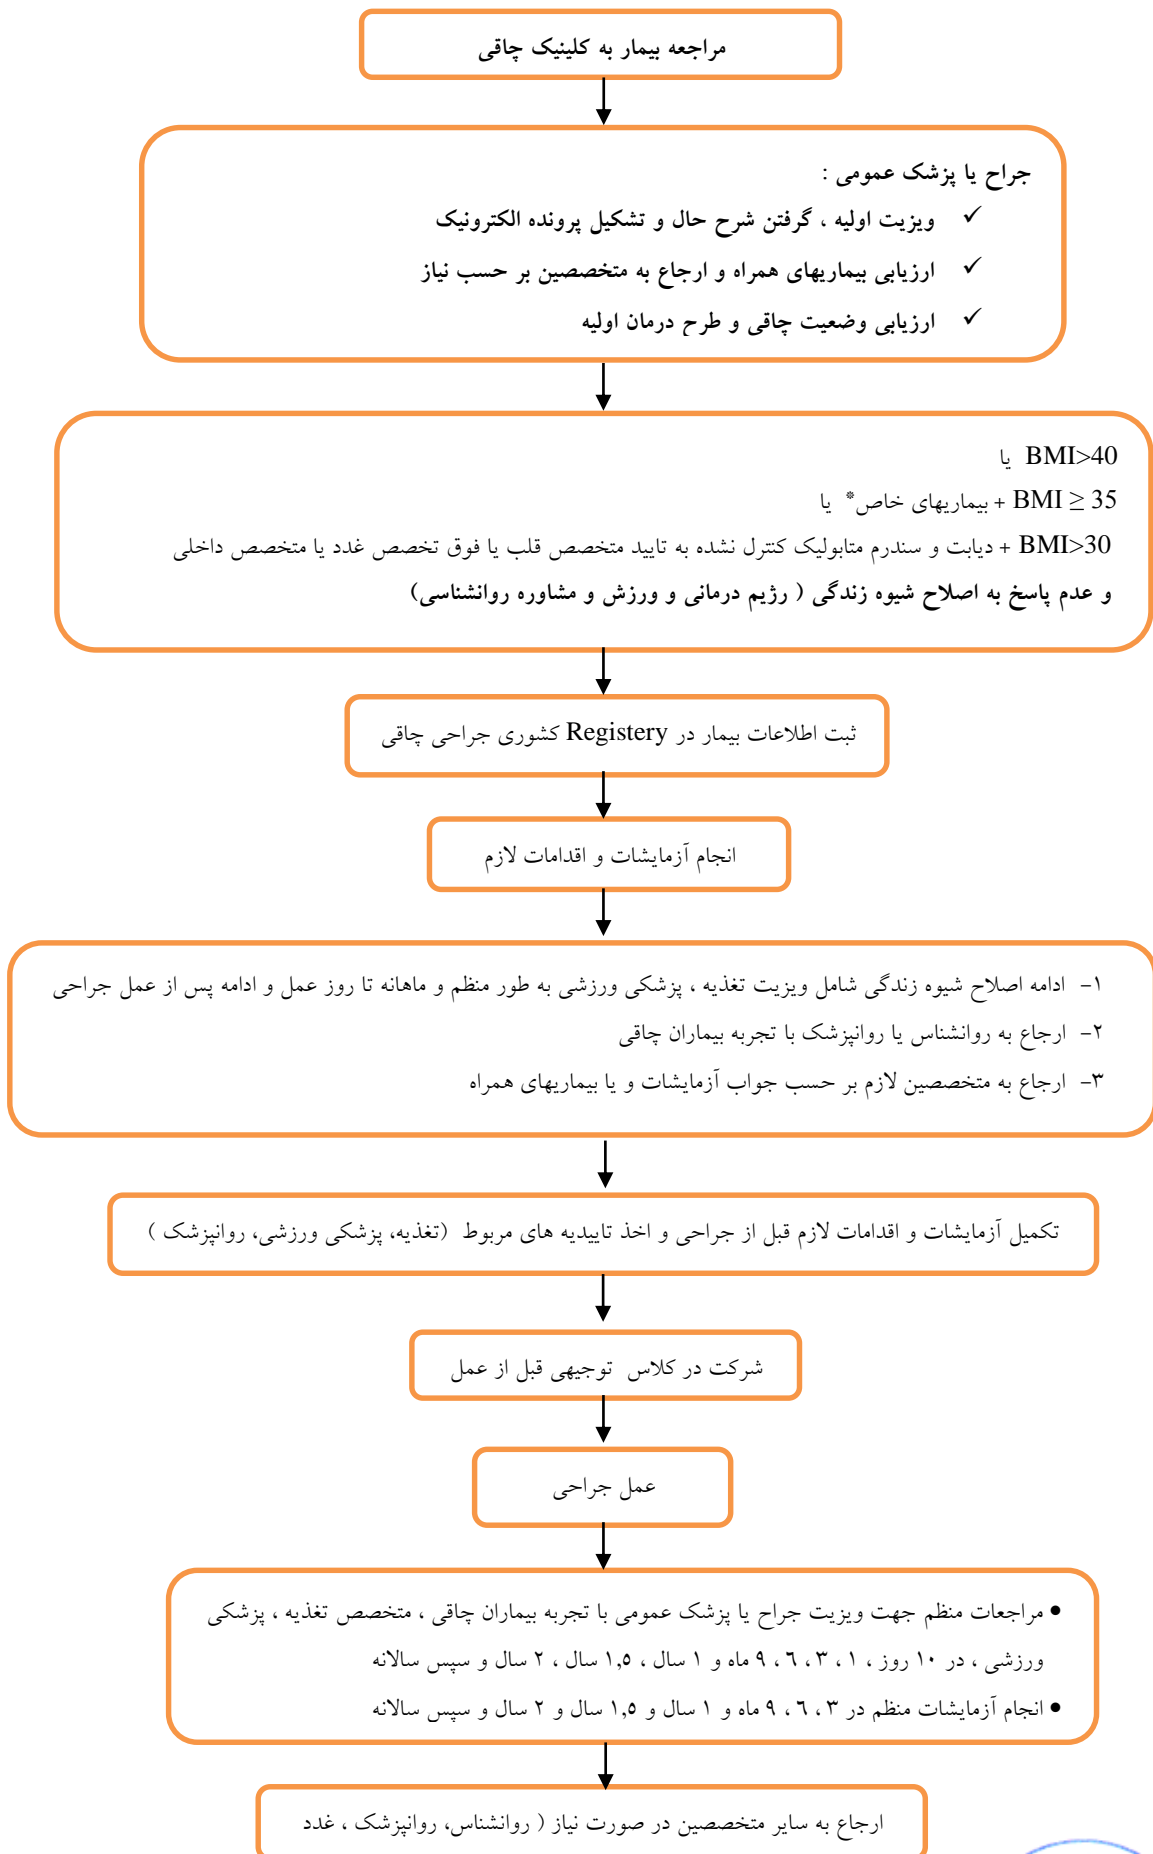 مراجعه بیمار به کلینیک چاقی
جراح یا پزشک عمومی :
✓ ویزیت اولیه ، گرفتن شرح حال و تشکیل پرونده الکترونیک
✓ ارزیابی بیماریهای همراه و ارجاع به متخصصین بر حسب نیاز
✓ ارزیابی وضعیت چاقی و طرح درمان اولیه
BMI>40 یا
BMI ≥ 35 + بیماریهای خاص* یا
BMI>30 + دیابت و سندرم متابولیک کنترل نشده به تایید متخصص قلب یا فوق تخصص غدد یا متخصص داخلی
و عدم پاسخ به اصلاح شیوه زندگی ( رژیم درمانی و ورزش و مشاوره روانشناسی)
ثبت اطلاعات بیمار در Registery کشوری جراحی چاقی
انجام آزمایشات و اقدامات لازم
۱- ادامه اصلاح شیوه زندگی شامل ویزیت تغذیه ، پزشکی ورزشی به طور منظم و ماهانه تا روز عمل و ادامه پس از عمل جراحی
۲- ارجاع به روانشناس یا روانپزشک با تجربه بیماران چاقی
۳- ارجاع به متخصصین لازم بر حسب جواب آزمایشات و یا بیماریهای همراه
تکمیل آزمایشات و اقدامات لازم قبل از جراحی و اخذ تاییدیه های مربوط (تغذیه، پزشکی ورزشی، روانپزشک )
شرکت در کلاس توجیهی قبل از عمل
عمل جراحی
• مراجعات منظم جهت ویزیت جراح یا پزشک عمومی با تجربه بیماران چاقی ، متخصص تغذیه ، پزشکی
ورزشی ، در ۱۰ روز ، ۱ ، ۳ ، ۶ ، ۹ ماه و ۱ سال ، ۱,۵ سال ، ۲ سال و سپس سالانه
• انجام آزمایشات منظم در ۳ ، ۶ ، ۹ ماه و ۱ سال و ۱,۵ سال و ۲ سال و سپس سالانه
ارجاع به سایر متخصصین در صورت نیاز ( روانشناس، روانپزشک ، غدد